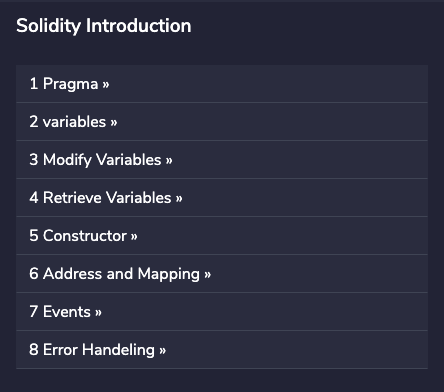 Solidity Introduction
1 Pragma »
2 variables »
3 Modify Variables »
4 Retrieve Variables »
5 Constructor »
6 Address and Mapping »
7 Events »
8 Error Handeling »